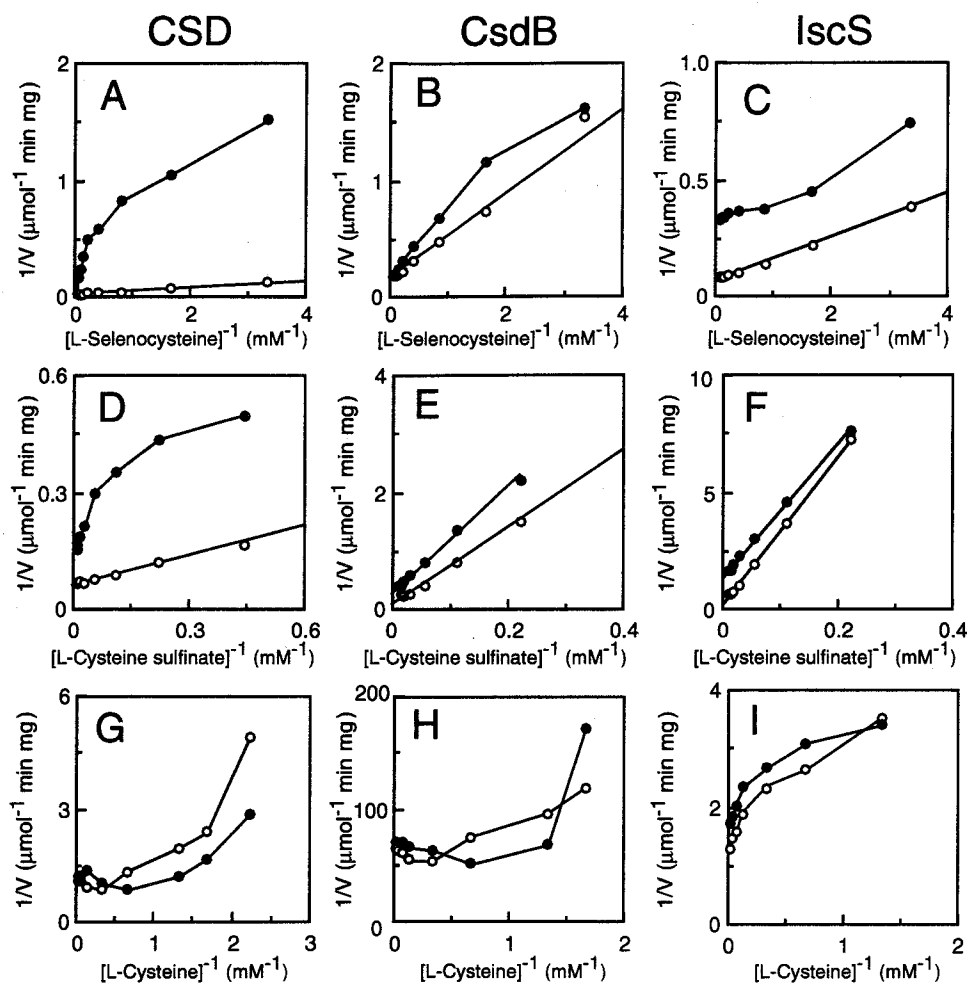 CSD CsdB IscS
2
1
0
A
1/V (µmol⁻¹ min mg)
0 2 4
[L-Selenocysteine]⁻¹ (mM⁻¹)
2
1
0
B
1/V (µmol⁻¹ min mg)
0 2 4
[L-Selenocysteine]⁻¹ (mM⁻¹)
1.0
0.5
0
C
1/V (µmol⁻¹ min mg)
0 2 4
[L-Selenocysteine]⁻¹ (mM⁻¹)
0.6
0.3
0
D
1/V (µmol⁻¹ min mg)
0 0.3 0.6
[L-Cysteine sulfinate]⁻¹ (mM⁻¹)
4
2
0
E
1/V (µmol⁻¹ min mg)
0 0.2 0.4
[L-Cysteine sulfinate]⁻¹ (mM⁻¹)
10
5
0
F
1/V (µmol⁻¹ min mg)
0 0.2 0.4
[L-Cysteine sulfinate]⁻¹ (mM⁻¹)
6
3
0
G
1/V (µmol⁻¹ min mg)
0 1 2 3
[L-Cysteine]⁻¹ (mM⁻¹)
200
100
0
H
1/V (µmol⁻¹ min mg)
0 1 2
[L-Cysteine]⁻¹ (mM⁻¹)
4
2
0
I
1/V (µmol⁻¹ min mg)
0 1 2
[L-Cysteine]⁻¹ (mM⁻¹)